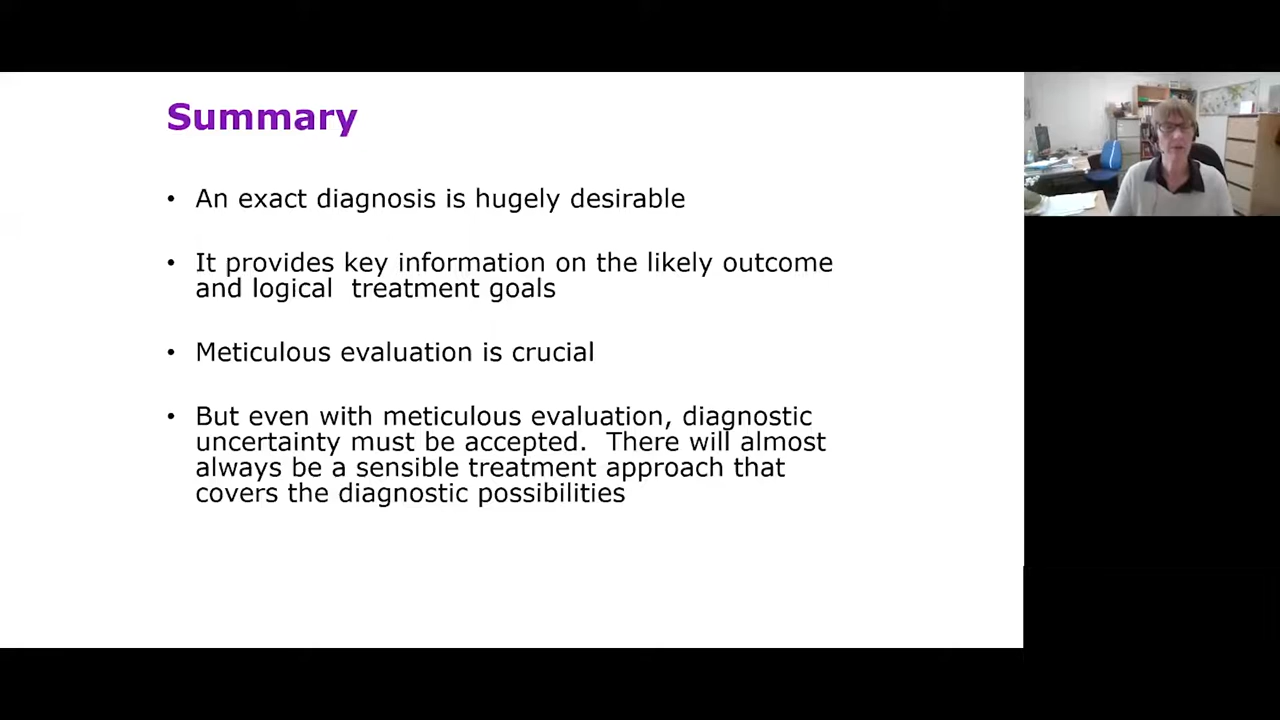 Summary
• An exact diagnosis is hugely desirable
• It provides key information on the likely outcome
and logical  treatment goals
• Meticulous evaluation is crucial
• But even with meticulous evaluation, diagnostic
uncertainty must be accepted.  There will almost
always be a sensible treatment approach that
covers the diagnostic possibilities